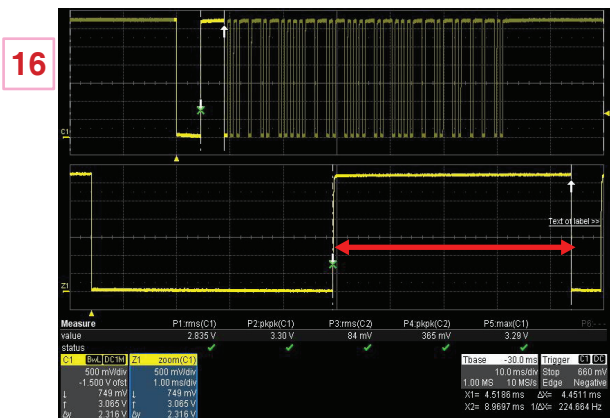 16
C1
Text of label >>
Z1
Measure P1:rms(C1) P2:pkpk(C1) P3:rms(C2) P4:pkpk(C2) P5:max(C1) P6:---
value 2.835 V 3.30 V 84 mV 365 mV 3.29 V
status
C1 BwL DC1M Z1 zoom(C1) Tbase -30.0 ms Trigger C1 DC
500 mV/div 500 mV/div 10.0 ms/div Stop 660 mV
-1.500 V ofst 1.00 ms/div 1.00 MS 10 MS/s Edge Negative
749 mV 749 mV X1= 4.5186 ms ΔX= 4.4511 ms
3.065 V 3.065 V X2= 8.9697 ms 1/ΔX= 224.664 Hz
Δy 2.316 V Δy 2.316 V